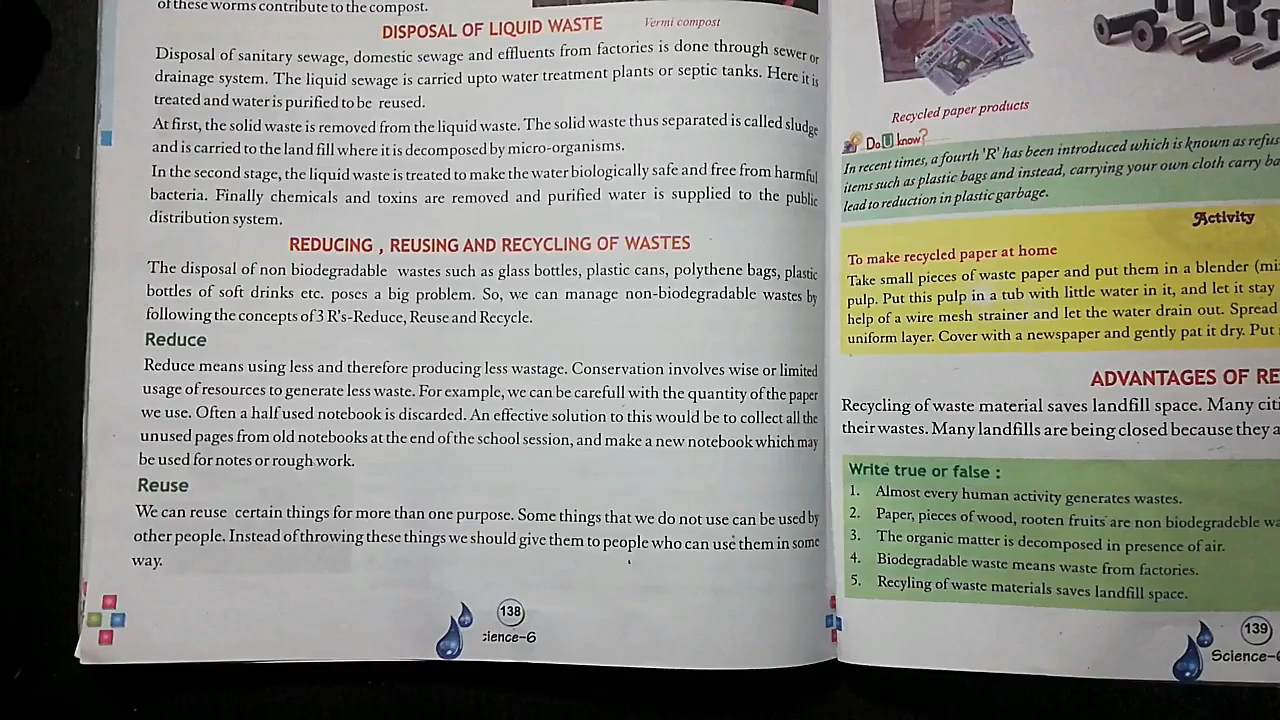 of these worms contribute to the compost.
Vermi compost
DISPOSAL OF LIQUID WASTE
Disposal of sanitary sewage, domestic sewage and effluents from factories is done through sewer or
drainage system. The liquid sewage is carried upto water treatment plants or septic tanks. Here it is
treated and water is purified to be reused.
At first, the solid waste is removed from the liquid waste. The solid waste thus separated is called sludge
and is carried to the land fill where it is decomposed by micro-organisms.
In the second stage, the liquid waste is treated to make the water biologically safe and free from harmful
bacteria. Finally chemicals and toxins are removed and purified water is supplied to the public
distribution system.
REDUCING , REUSING AND RECYCLING OF WASTES
The disposal of non biodegradable wastes such as glass bottles, plastic cans, polythene bags, plastic
bottles of soft drinks etc. poses a big problem. So, we can manage non-biodegradable wastes by
following the concepts of 3 R's-Reduce, Reuse and Recycle.
Reduce
Reduce means using less and therefore producing less wastage. Conservation involves wise or limited
usage of resources to generate less waste. For example, we can be carefull with the quantity of the paper
we use. Often a half used notebook is discarded. An effective solution to this would be to collect all the
unused pages from old notebooks at the end of the school session, and make a new notebook which may
be used for notes or rough work.
Reuse
We can reuse certain things for more than one purpose. Some things that we do not use can be used by
other people. Instead of throwing these things we should give them to people who can use them in some
way.
138
cience-6
Recycled paper products
Do U know?
In recent times, a fourth 'R' has been introduced which is known as refus
items such as plastic bags and instead, carrying your own cloth carry ba
lead to reduction in plastic garbage.
Activity
To make recycled paper at home
Take small pieces of waste paper and put them in a blender (mi
pulp. Put this pulp in a tub with little water in it, and let it stay
help of a wire mesh strainer and let the water drain out. Spread
uniform layer. Cover with a newspaper and gently pat it dry. Put
ADVANTAGES OF RE
Recycling of waste material saves landfill space. Many citi
their wastes. Many landfills are being closed because they a
Write true or false :
1. Almost every human activity generates wastes.
2. Paper, pieces of wood, rooten fruits are non biodegradeble wa
3. The organic matter is decomposed in presence of air.
4. Biodegradable waste means waste from factories.
5. Recyling of waste materials saves landfill space.
139
Science-6